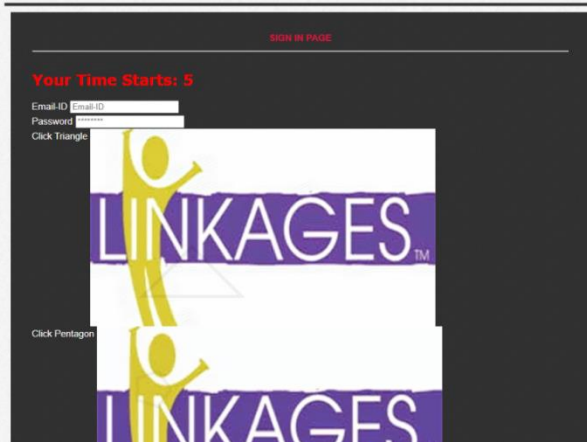 SIGN IN PAGE
Your Time Starts: 5
Email-ID Email-ID
Password ********
Click Triangle
LINKAGES TM
Click Pentagon
LINKAGES